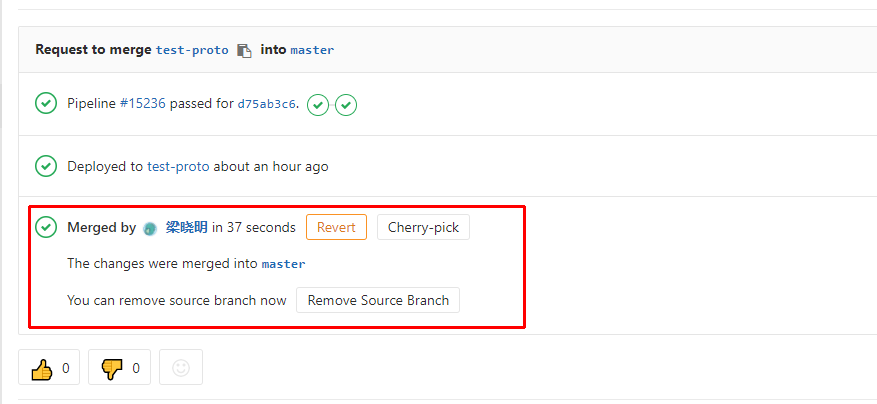 Request to merge test-proto into master
Pipeline #15236 passed for d75ab3c6.
Deployed to test-proto about an hour ago
Merged by 梁晓明 in 37 seconds Revert Cherry-pick
The changes were merged into master
You can remove source branch now Remove Source Branch
0 0